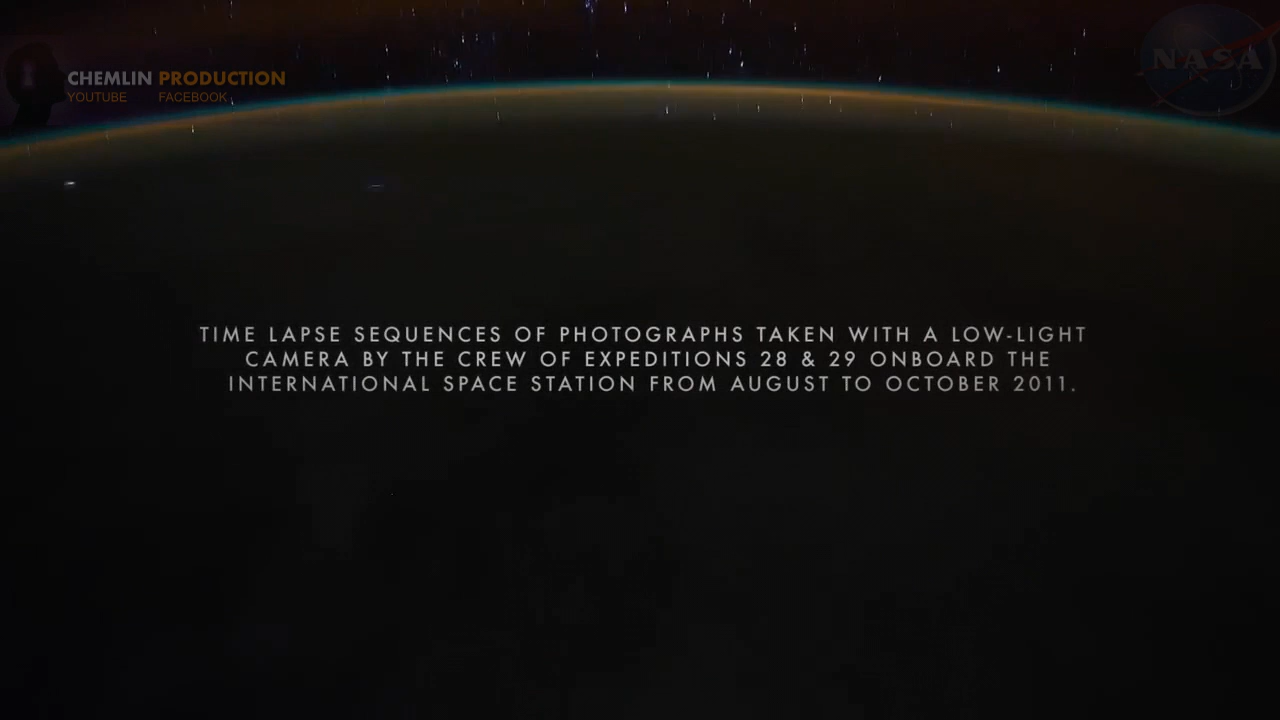 CHEMLIN PRODUCTION
YOUTUBE FACEBOOK
NASA
TIME LAPSE SEQUENCES OF PHOTOGRAPHS TAKEN WITH A LOW-LIGHT
CAMERA BY THE CREW OF EXPEDITIONS 28 & 29 ONBOARD THE
INTERNATIONAL SPACE STATION FROM AUGUST TO OCTOBER 2011.